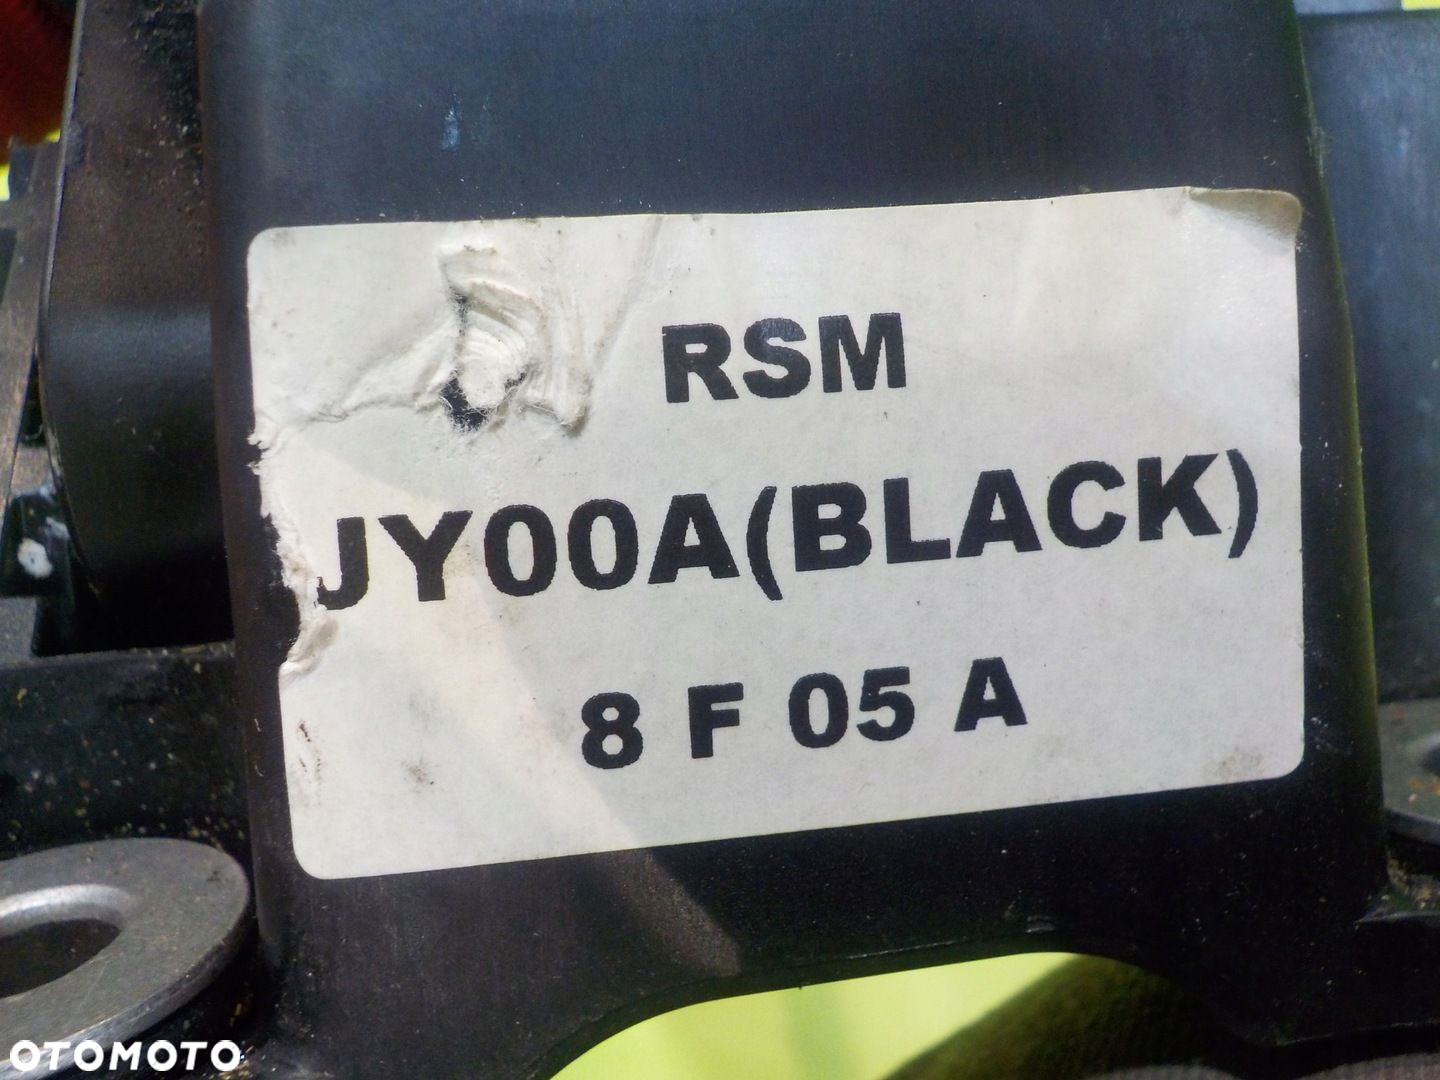 RSM
JY00A(BLACK)
8 F 05 A
OTOMOTO